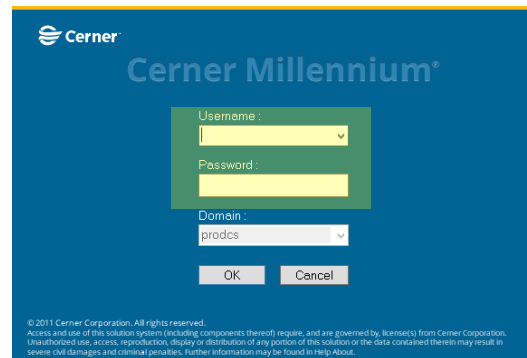 Cerner
Cerner Millennium®
Username :
Password :
Domain :
prodcs
OK Cancel
© 2011 Cerner Corporation. All rights reserved.
Access and use of this solution system (including components thereof) require, and are governed by, license(s) from Cerner Corporation.
Unauthorized use, access, reproduction, display or distribution of any portion of this solution or the data contained therein may result in
severe civil damages and criminal penalties. Further information may be found in Help About.